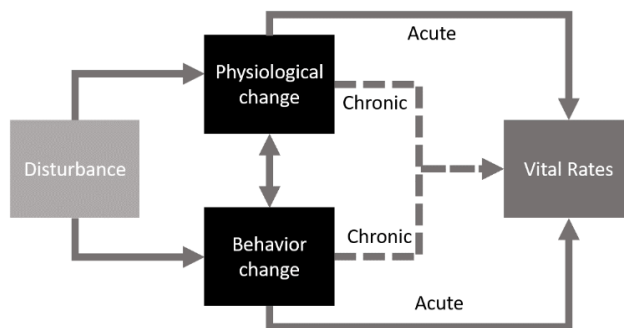 Acute
Physiological
change
Chronic
Disturbance
Vital Rates
Chronic
Behavior
change
Acute